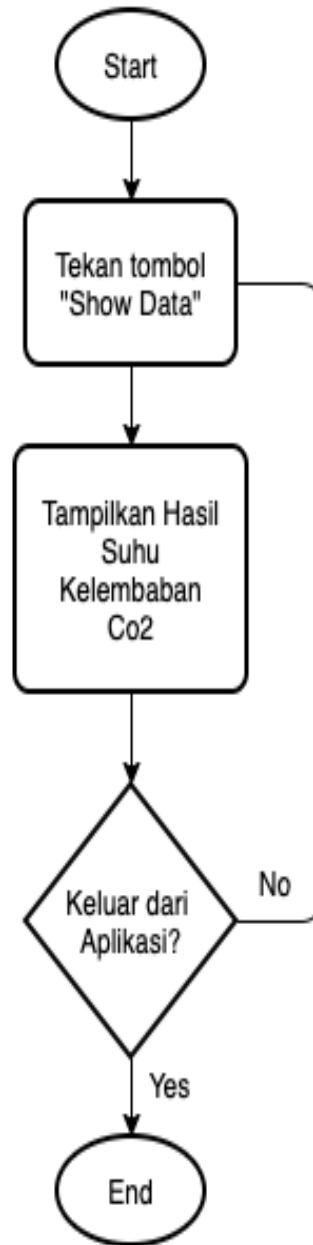 Start
Tekan tombol
"Show Data"
Tampilkan Hasil
Suhu
Kelembaban
Co2
Keluar dari
Aplikasi?
No
Yes
End